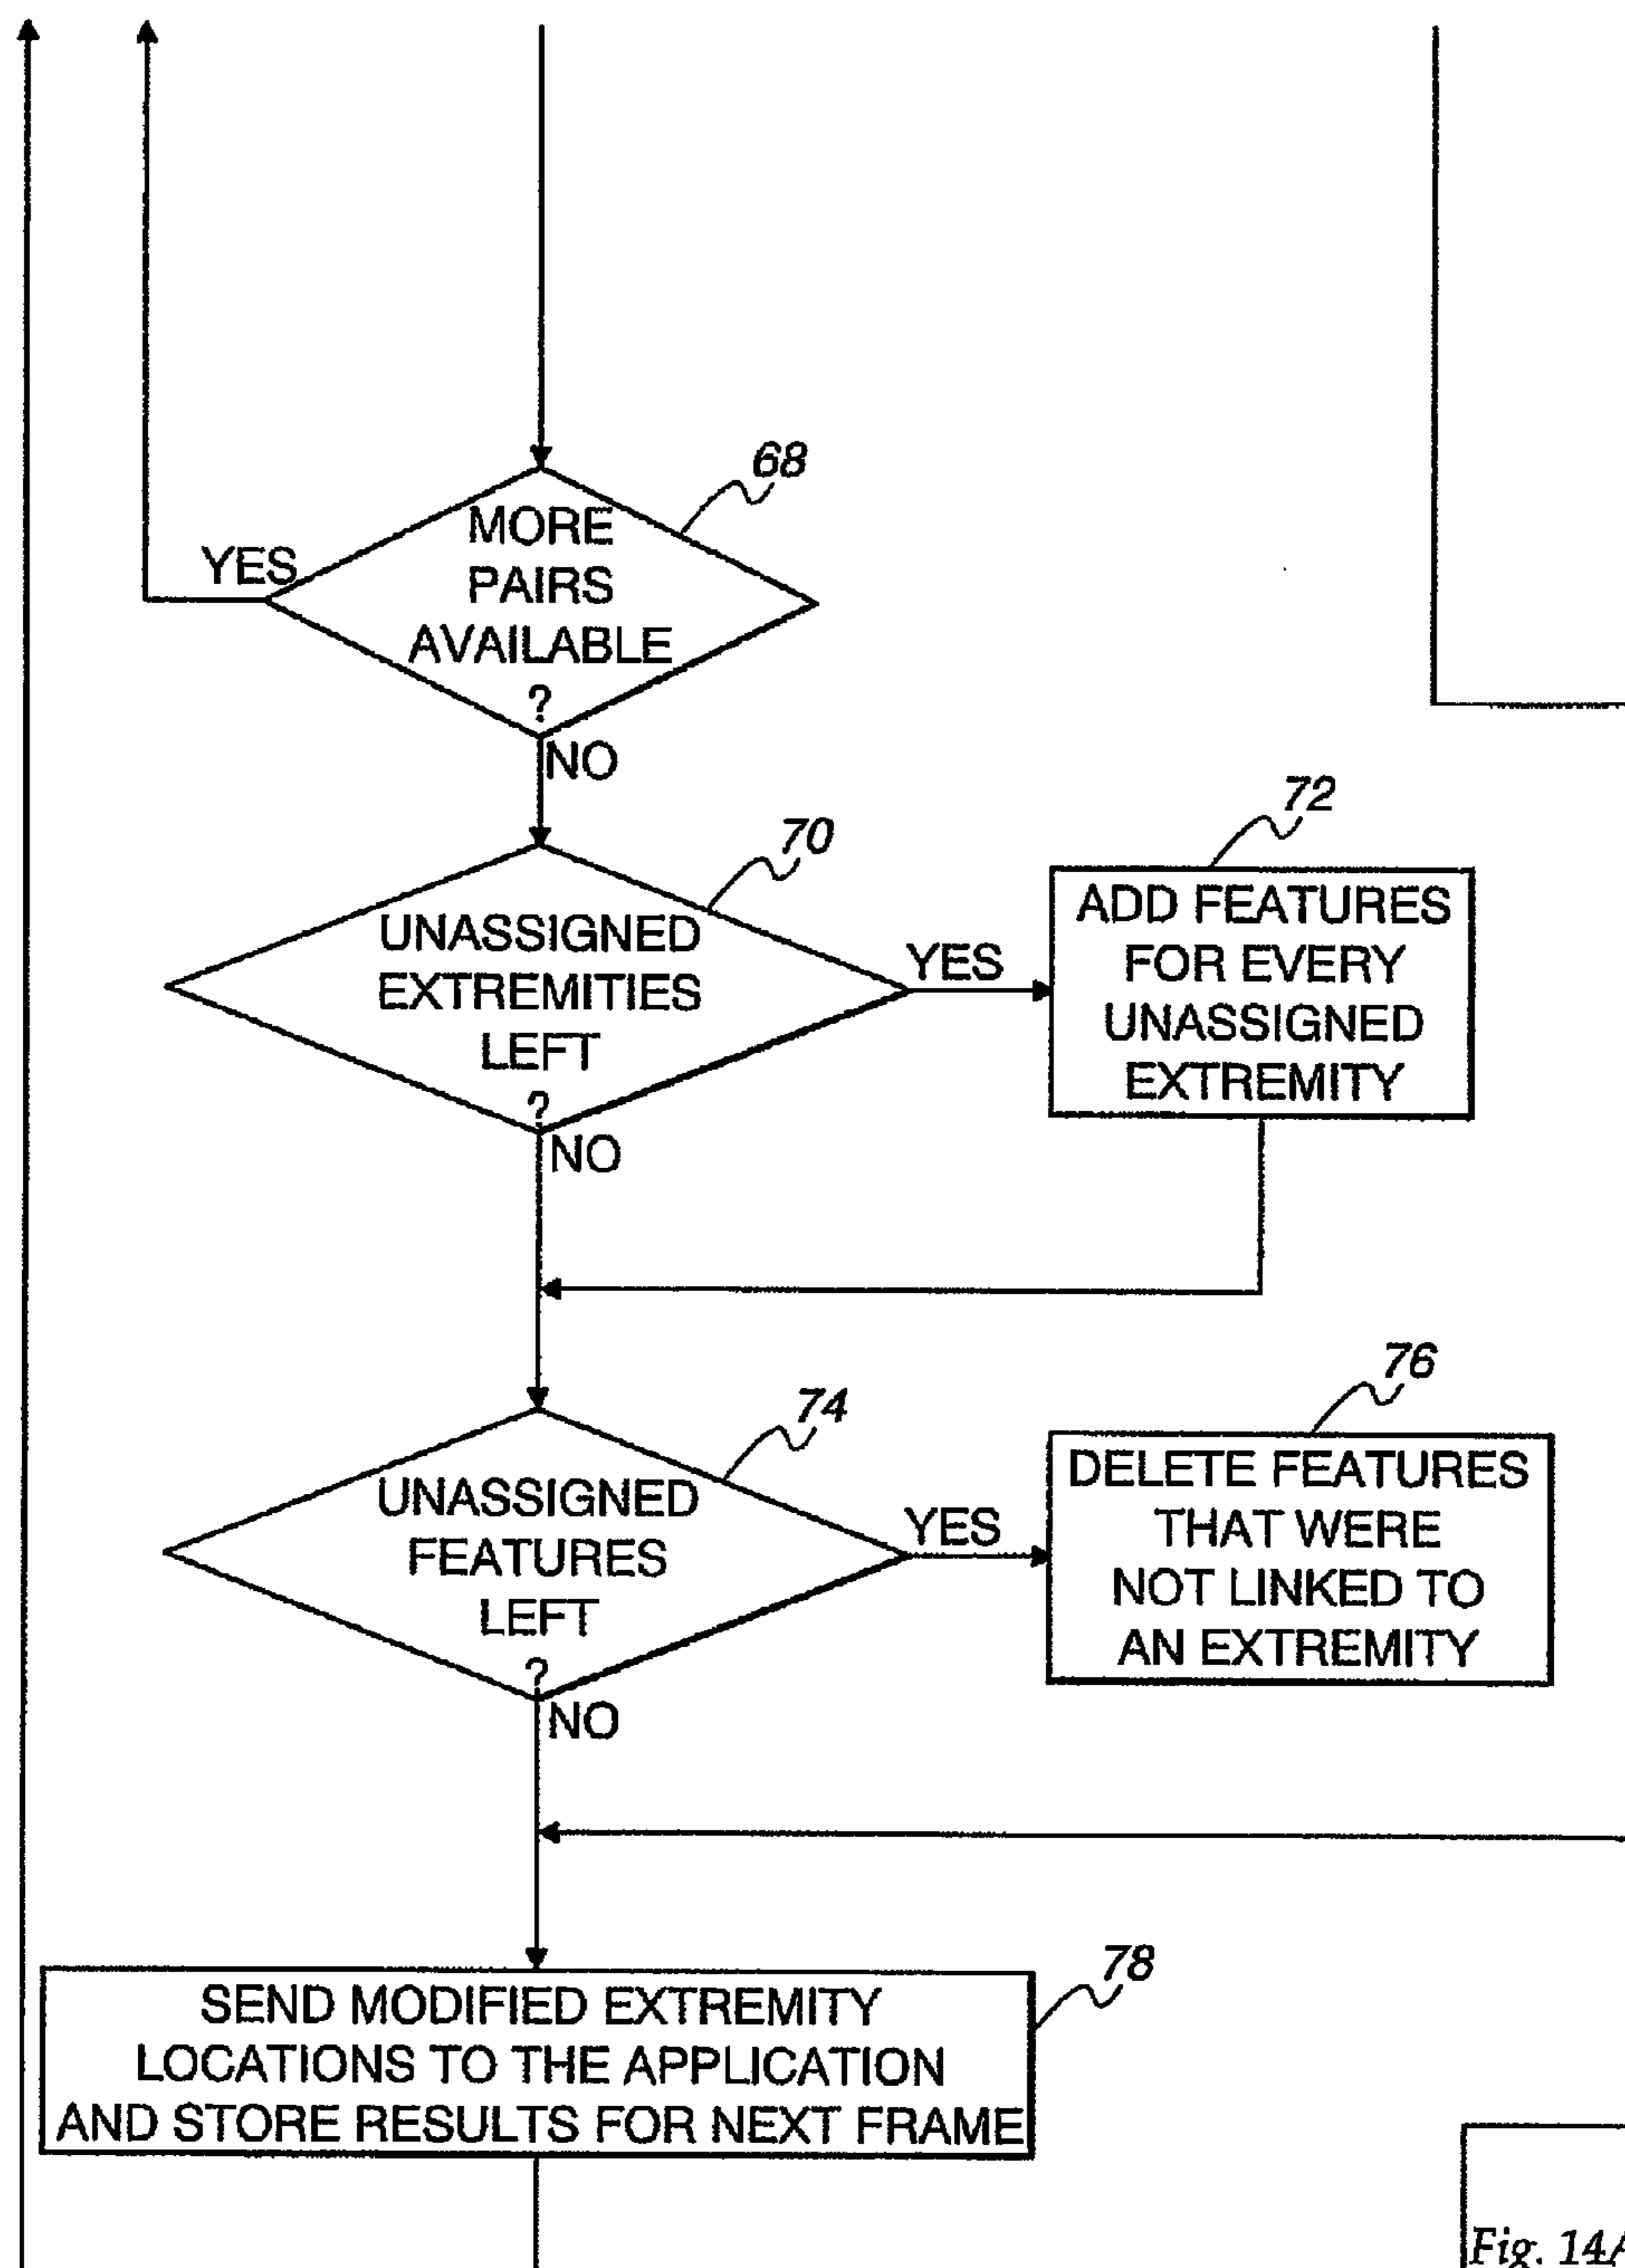 68
MORE
PAIRS
AVAILABLE
?
YES
NO
70
UNASSIGNED
EXTREMITIES
LEFT
?
YES
NO
72
ADD FEATURES
FOR EVERY
UNASSIGNED
EXTREMITY
74
UNASSIGNED
FEATURES
LEFT
?
YES
NO
76
DELETE FEATURES
THAT WERE
NOT LINKED TO
AN EXTREMITY
78
SEND MODIFIED EXTREMITY
LOCATIONS TO THE APPLICATION
AND STORE RESULTS FOR NEXT FRAME
Fig. 14A